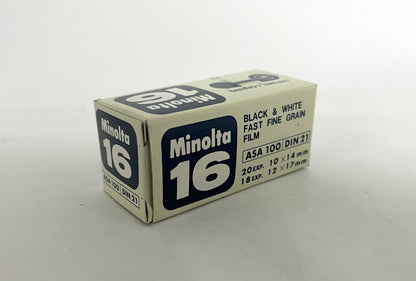 Minolta
16
Minolta
16
ASA 100 DIN 21
Minolta
16
BLACK & WHITE
FAST FINE GRAIN
FILM
ASA 100 DIN 21
20 EXP. 10 × 14 mm
18 EXP. 12 × 17 mm